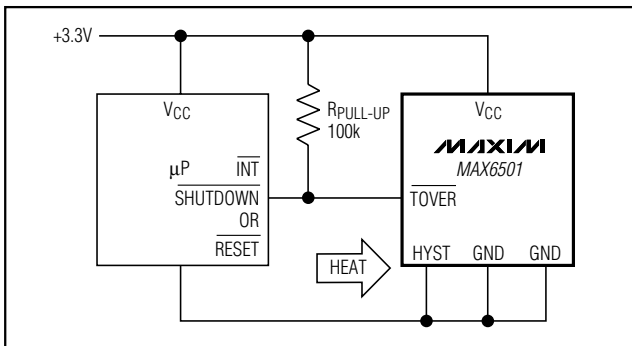 +3.3V
VCC
μP
INT
SHUTDOWN
OR
RESET
RPULL-UP
100k
VCC
MAXIM
MAX6501
TOVER
HEAT
HYST GND GND